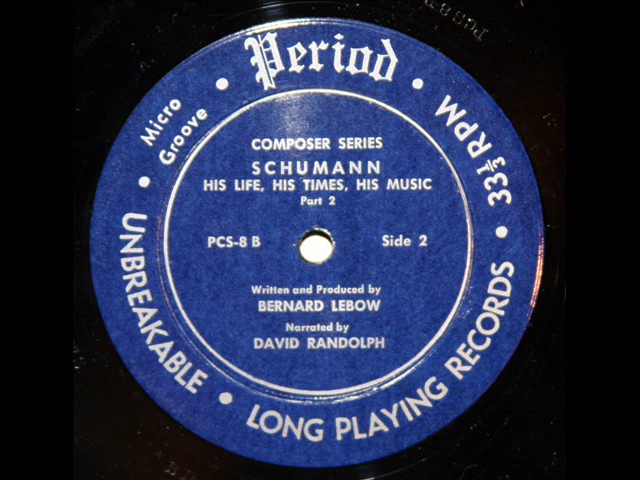 Period
Micro
Groove
33⅓ RPM
COMPOSER SERIES
SCHUMANN
HIS LIFE, HIS TIMES, HIS MUSIC
Part 2
PCS-8 B
Side 2
Written and Produced by
BERNARD LEBOW
Narrated by
DAVID RANDOLPH
UNBREAKABLE
LONG PLAYING RECORDS